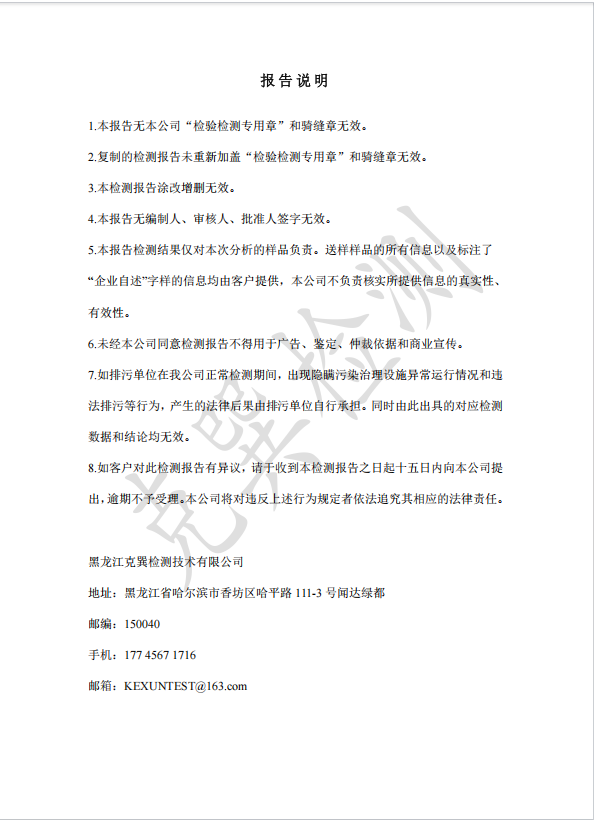 报告说明
1.本报告无本公司“检验检测专用章”和骑缝章无效。
2.复制的检测报告未重新加盖“检验检测专用章”和骑缝章无效。
3.本检测报告涂改增删无效。
4.本报告无编制人、审核人、批准人签字无效。
5.本报告检测结果仅对本次分析的样品负责。送样样品的所有信息以及标注了
“企业自述”字样的信息均由客户提供，本公司不负责核实所提供信息的真实性、
有效性。
6.未经本公司同意检测报告不得用于广告、鉴定、仲裁依据和商业宣传。
7.如排污单位在我公司正常检测期间，出现隐瞒污染治理设施异常运行情况和违
法排污等行为，产生的法律后果由排污单位自行承担。同时由此出具的对应检测
数据和结论均无效。
8.如客户对此检测报告有异议，请于收到本检测报告之日起十五日内向本公司提
出，逾期不予受理。本公司将对违反上述行为规定者依法追究其相应的法律责任。
黑龙江克巽检测技术有限公司
地址：黑龙江省哈尔滨市香坊区哈平路 111-3 号闻达绿都
邮编：150040
手机：177 4567 1716
邮箱：KEXUNTEST@163.com
克巽检测